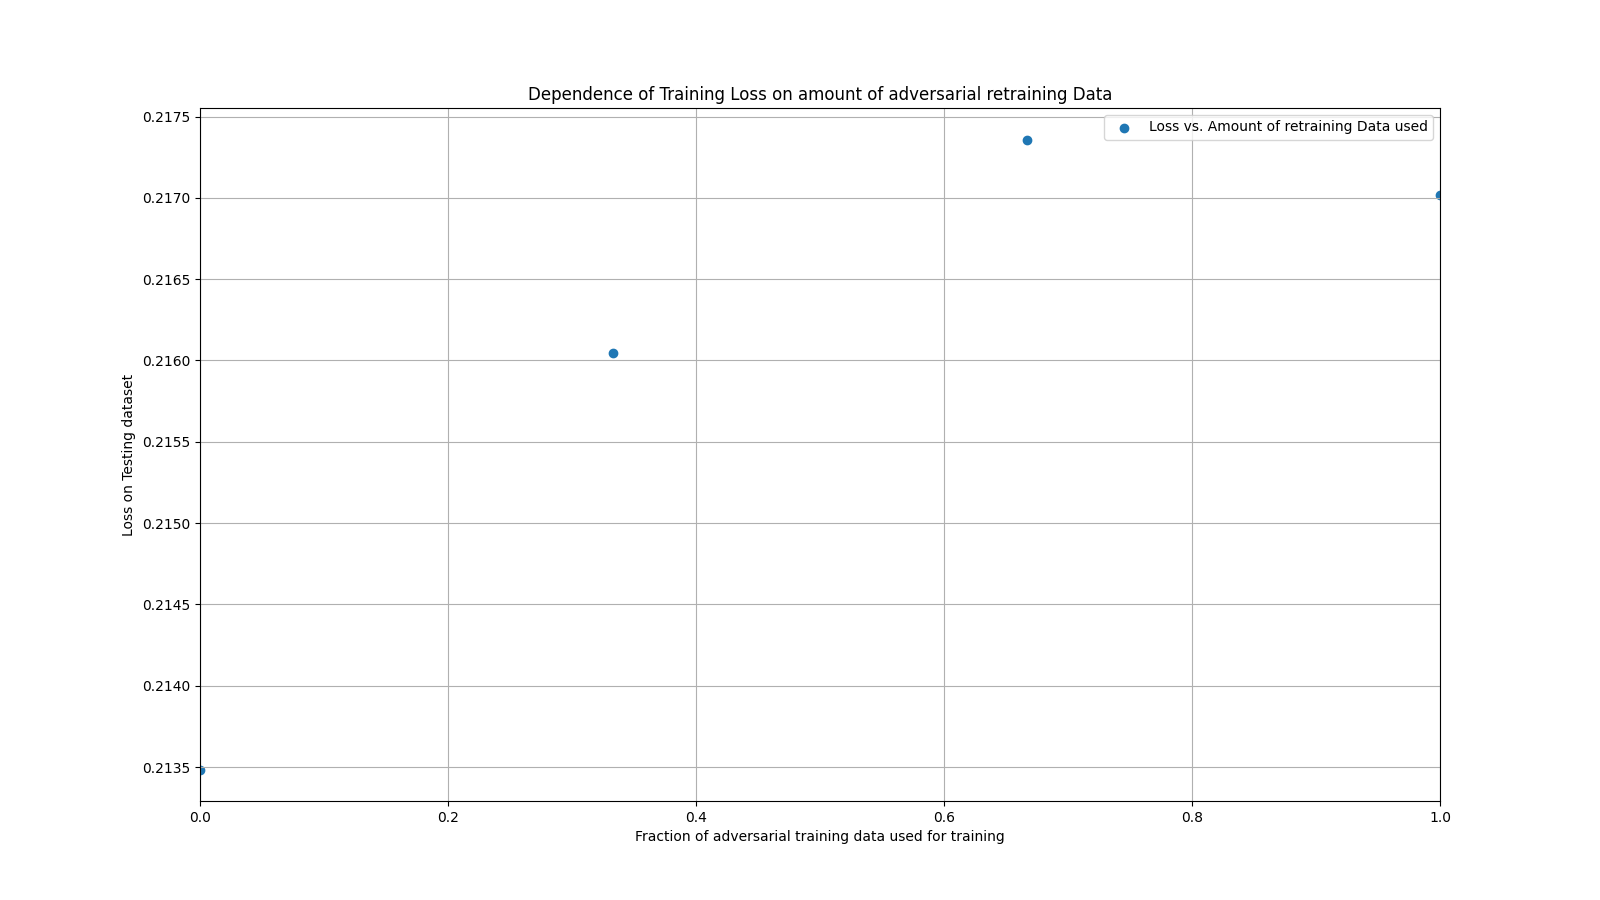 Dependence of Training Loss on amount of adversarial retraining Data
Loss vs. Amount of retraining Data used
0.2175
0.2170
0.2165
0.2160
0.2155
0.2150
0.2145
0.2140
0.2135
Loss on Testing dataset
0.0 0.2 0.4 0.6 0.8 1.0
Fraction of adversarial training data used for training